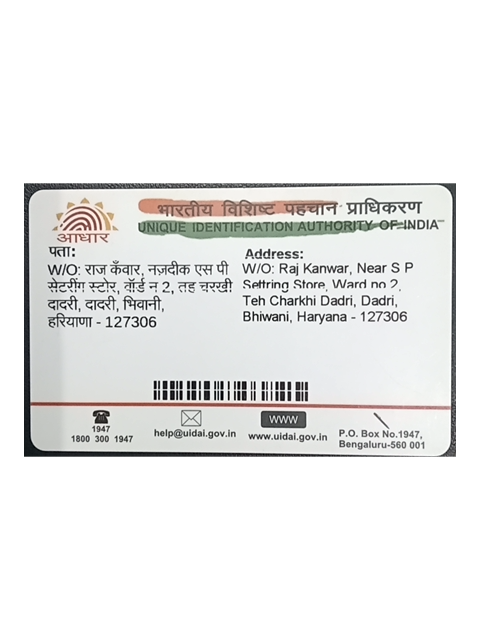 भारतीय विशिष्ट पहचान प्राधिकरण
UNIQUE IDENTIFICATION AUTHORITY OF INDIA
आधार
पता:
W/O: राज कँवार, नज़दीक एस पी
सेटरींग स्टोर, वॉर्ड न 2, तह चरखी
दादरी, दादरी, भिवानी,
हरियाणा - 127306
Address:
W/O: Raj Kanwar, Near S P
Settring Store, Ward no 2,
Teh Charkhi Dadri, Dadri,
Bhiwani, Haryana - 127306
1947
1800 300 1947
help@uidai.gov.in
WWW
www.uidai.gov.in
P.O. Box No.1947,
Bengaluru-560 001